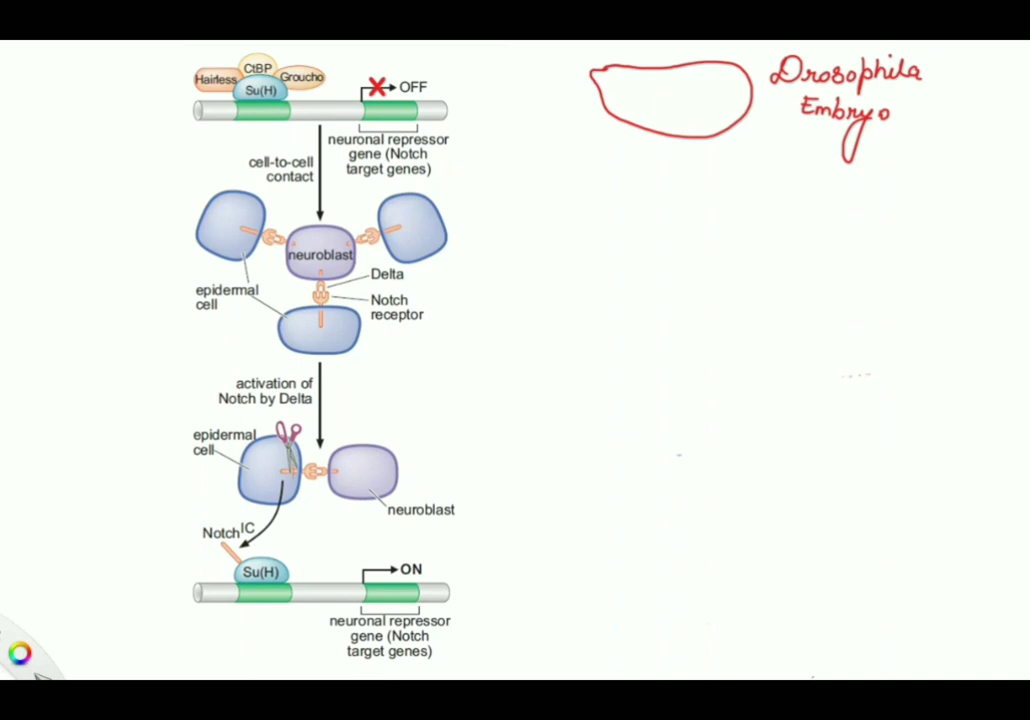 CtBP
Hairless
Groucho
Su(H)
OFF
neuronal repressor
gene (Notch
target genes)
cell-to-cell
contact
neuroblast
Delta
epidermal
cell
Notch
receptor
activation of
Notch by Delta
epidermal
cell
neuroblast
Notch^IC
Su(H)
ON
neuronal repressor
gene (Notch
target genes)
Drosophila
Embryo